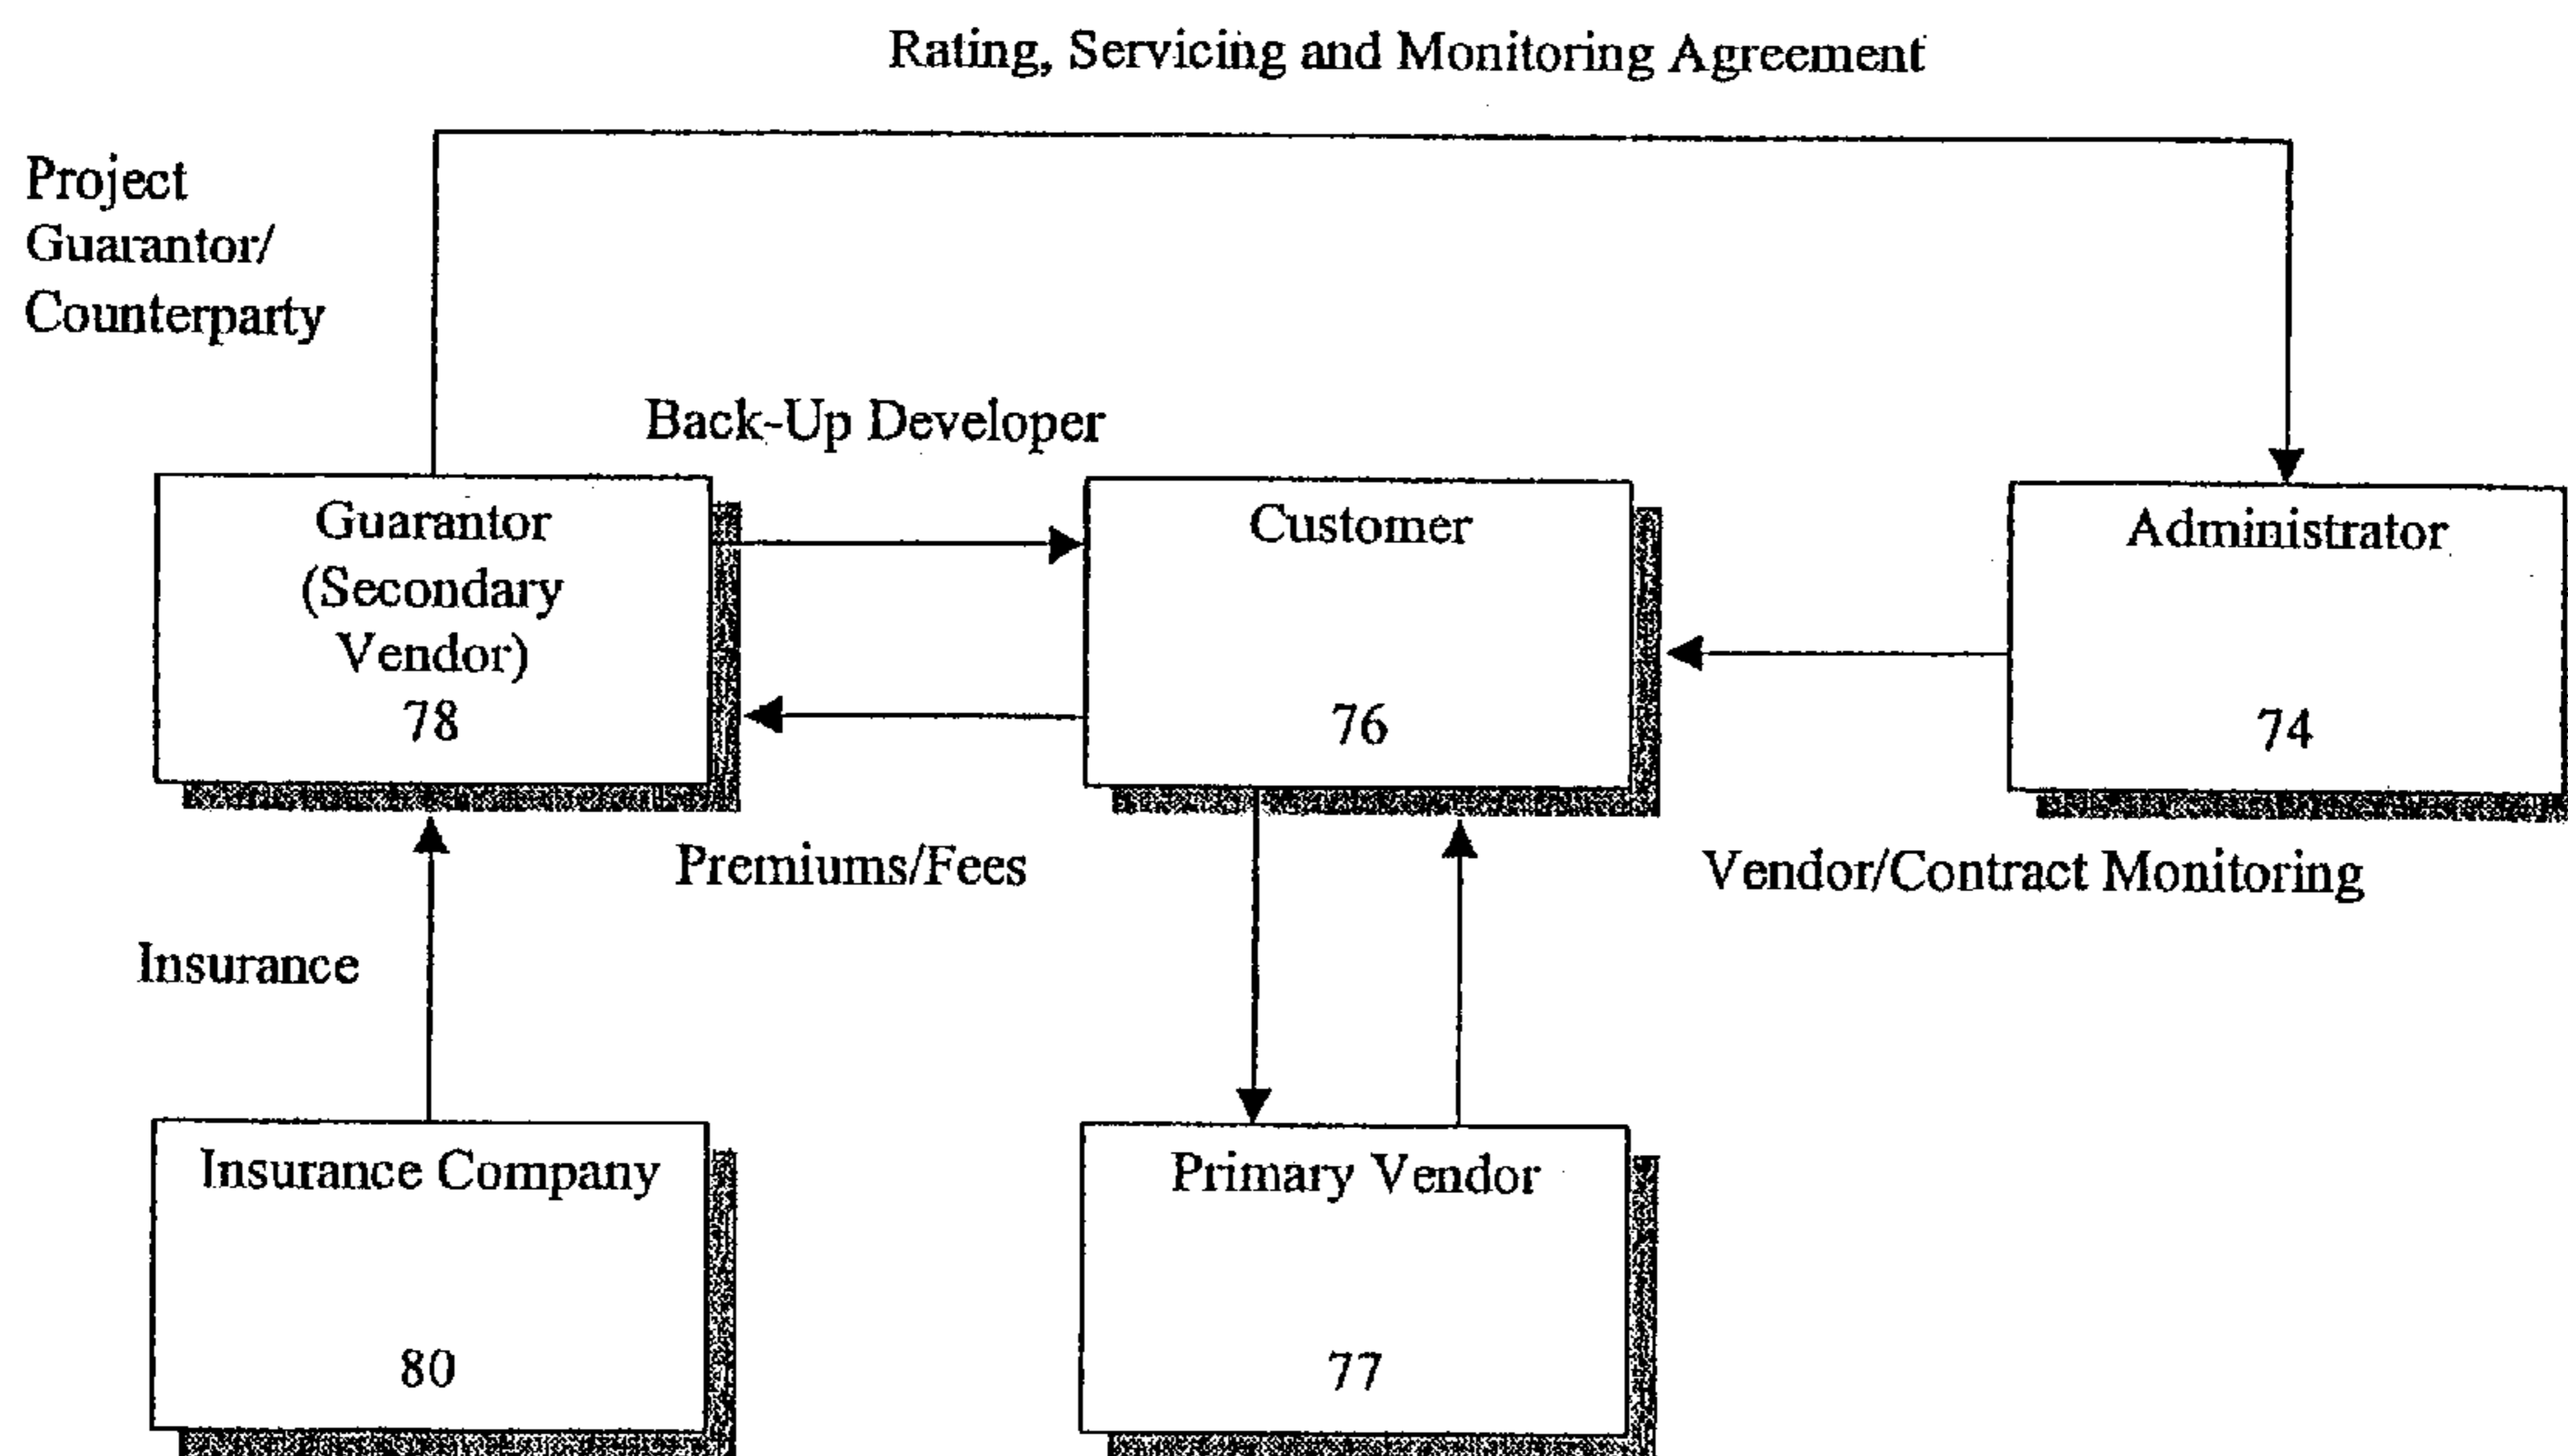 Rating, Servicing and Monitoring Agreement
Project
Guarantor/
Counterparty
Back-Up Developer
Guarantor
(Secondary
Vendor)
78
Customer
76
Administrator
74
Premiums/Fees
Vendor/Contract Monitoring
Insurance
Insurance Company
80
Primary Vendor
77